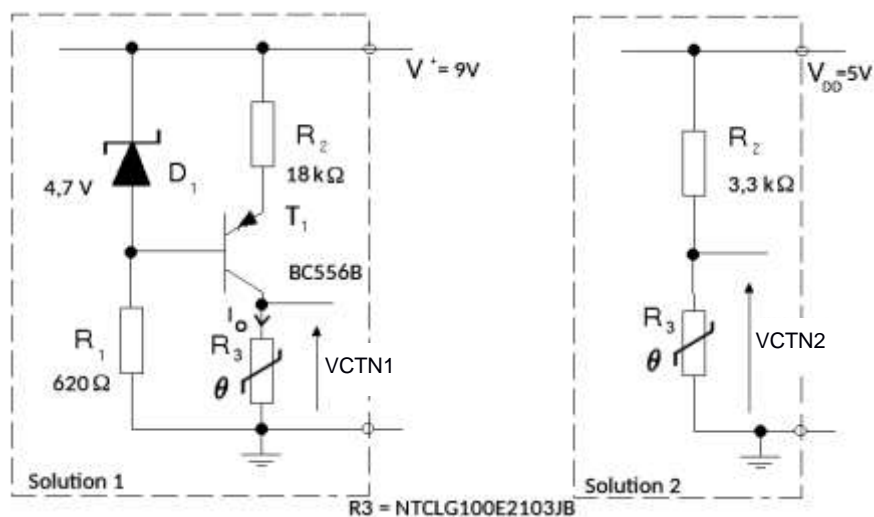 V⁺ = 9V
R₂
18 kΩ
4,7 V
D₁
T₁
BC556B
I₀
R₁
620 Ω
R₃
θ
VCTN1
Solution 1
V_DD=5V
R₂
3,3 kΩ
R₃
θ
VCTN2
Solution 2
R3 = NTCLG100E2103JB